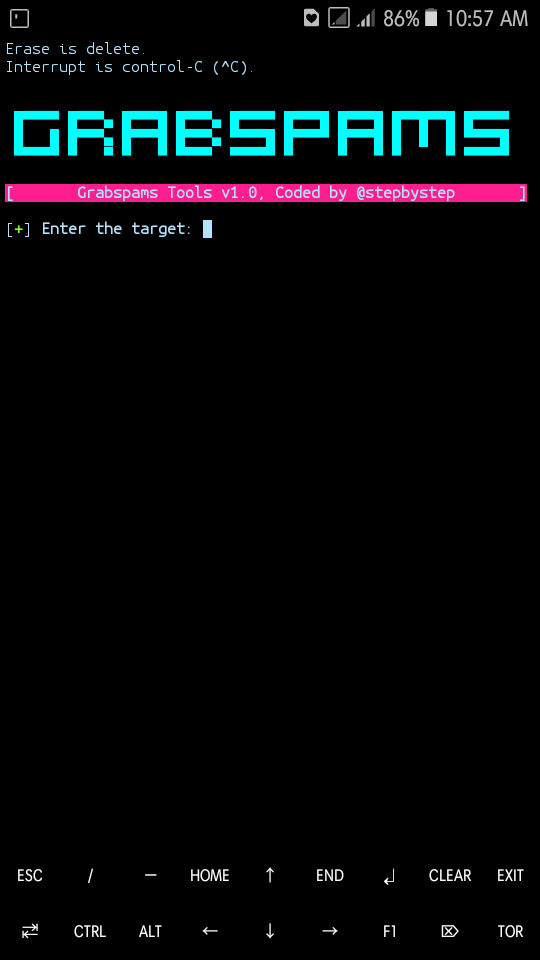 86% 10:57 AM
Erase is delete.
Interrupt is control-C (^C).
GRABSPAMS
[ Grabspams Tools v1.0, Coded by @stepbystep ]
[+] Enter the target:
ESC / — HOME ↑ END ↲ CLEAR EXIT
⇄ CTRL ALT ← ↓ → F1 ⌦ TOR